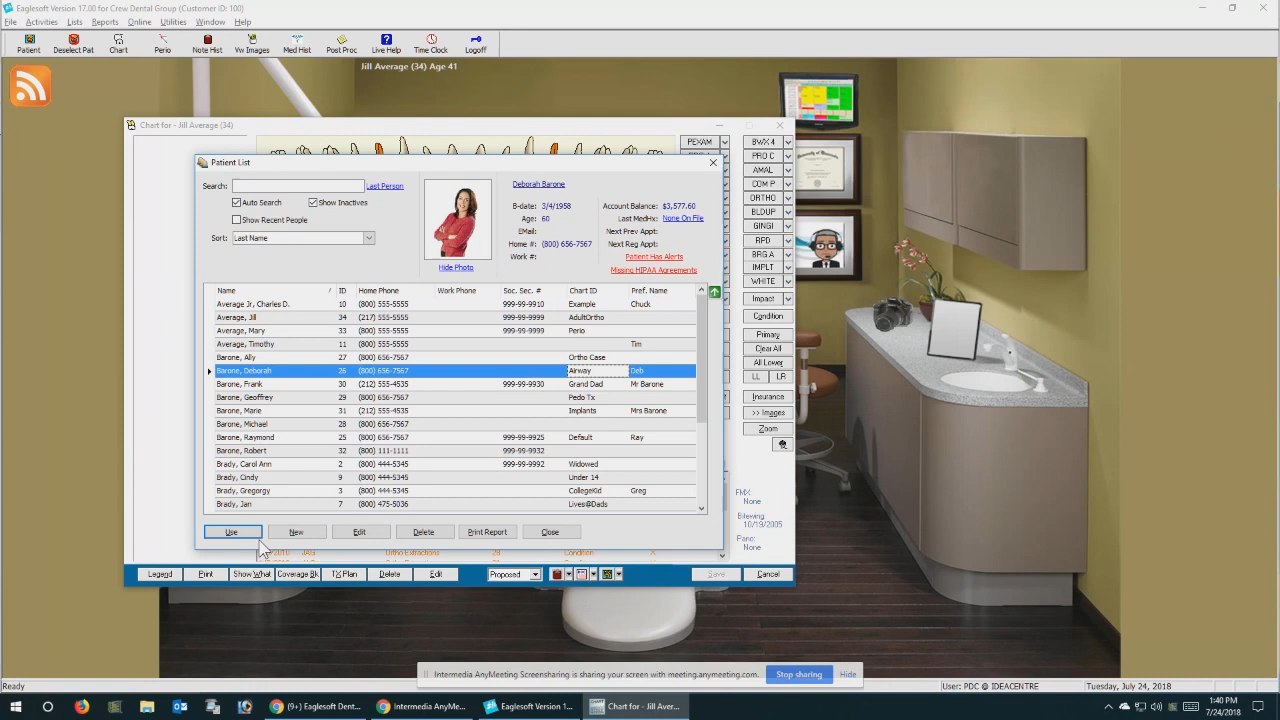 Eaglesoft Version 17.00 for Crew Dental Group (Customer ID: 100)
File Activities Lists Reports Online Utilities Window Help
Patient Deselect Pat Chart Perio Note Hist Vw Images Med Hist Post Proc Live Help Time Clock Logoff
Jill Average (34) Age 41
Chart for - Jill Average (34)
PEXAM BWX 4
PRO C
AMAL
COM P
ORTHO
BLDUP
GINGI
RPD
BRG A
IMPLT
WHITE
Impact
Condition
Primary
Clear All
All Lower
LL LR
Insurance
>> Images
Zoom
FMX:
None
Bitewing:
10/19/2005
Pano:
None
Patient List
Search: Last Person
Auto Search Show Inactives
Show Recent People
Sort: Last Name
Hide Photo
Deborah Barone
B-date: 3/4/1958
Age: 60
EMail:
Home #: (800) 656-7567
Work #:
Account Balance: $3,577.60
Last MedHx: None On File
Next Prev Appt:
Next Reg Appt:
Patient Has Alerts
Missing HIPAA Agreements
Name / ID Home Phone Work Phone Soc. Sec. # Chart ID Pref. Name
Average Jr, Charles D. 10 (800) 555-5555 999-99-9910 Example Chuck
Average, Jill 34 (217) 555-5555 999-99-9999 AdultOrtho
Average, Mary 33 (800) 555-5555 999-99-9999 Perio
Average, Timothy 11 (800) 555-5555 Tim
Barone, Ally 27 (800) 656-7567 Ortho Case
Barone, Deborah 26 (800) 656-7567 Airway Deb
Barone, Frank 30 (212) 555-4535 999-99-9930 Grand Dad Mr Barone
Barone, Geoffrey 29 (800) 656-7567 Pedo Tx
Barone, Marie 31 (212) 555-4535 Implants Mrs Barone
Barone, Michael 28 (800) 656-7567
Barone, Raymond 25 (800) 656-7567 999-99-9925 Default Ray
Barone, Robert 32 (800) 111-1111 999-99-9932
Brady, Carol Ann 2 (800) 444-5345 999-99-9992 Widowed
Brady, Cindy 9 (800) 444-5345 Under 14
Brady, Gregorgy 3 (800) 444-5345 CollegeKid Greg
Brady, Jan 7 (800) 475-5036 Lives@Dads
Use New Edit Delete Print Report Close
JAG Ortho Extractions 28 Condition X
Legend Print Show What Coverage Bk TX Plan Delete Edit Proposed Save Cancel
Intermedia AnyMeeting Screensharing is sharing your screen with meeting.anymeeting.com. Stop sharing Hide
Ready User: PDC @ IDEACENTRE Tuesday, July 24, 2018
(9+) Eaglesoft Dent... Intermedia AnyMe... Eaglesoft Version 1... Chart for - Jill Aver...
1:40 PM
7/24/2018